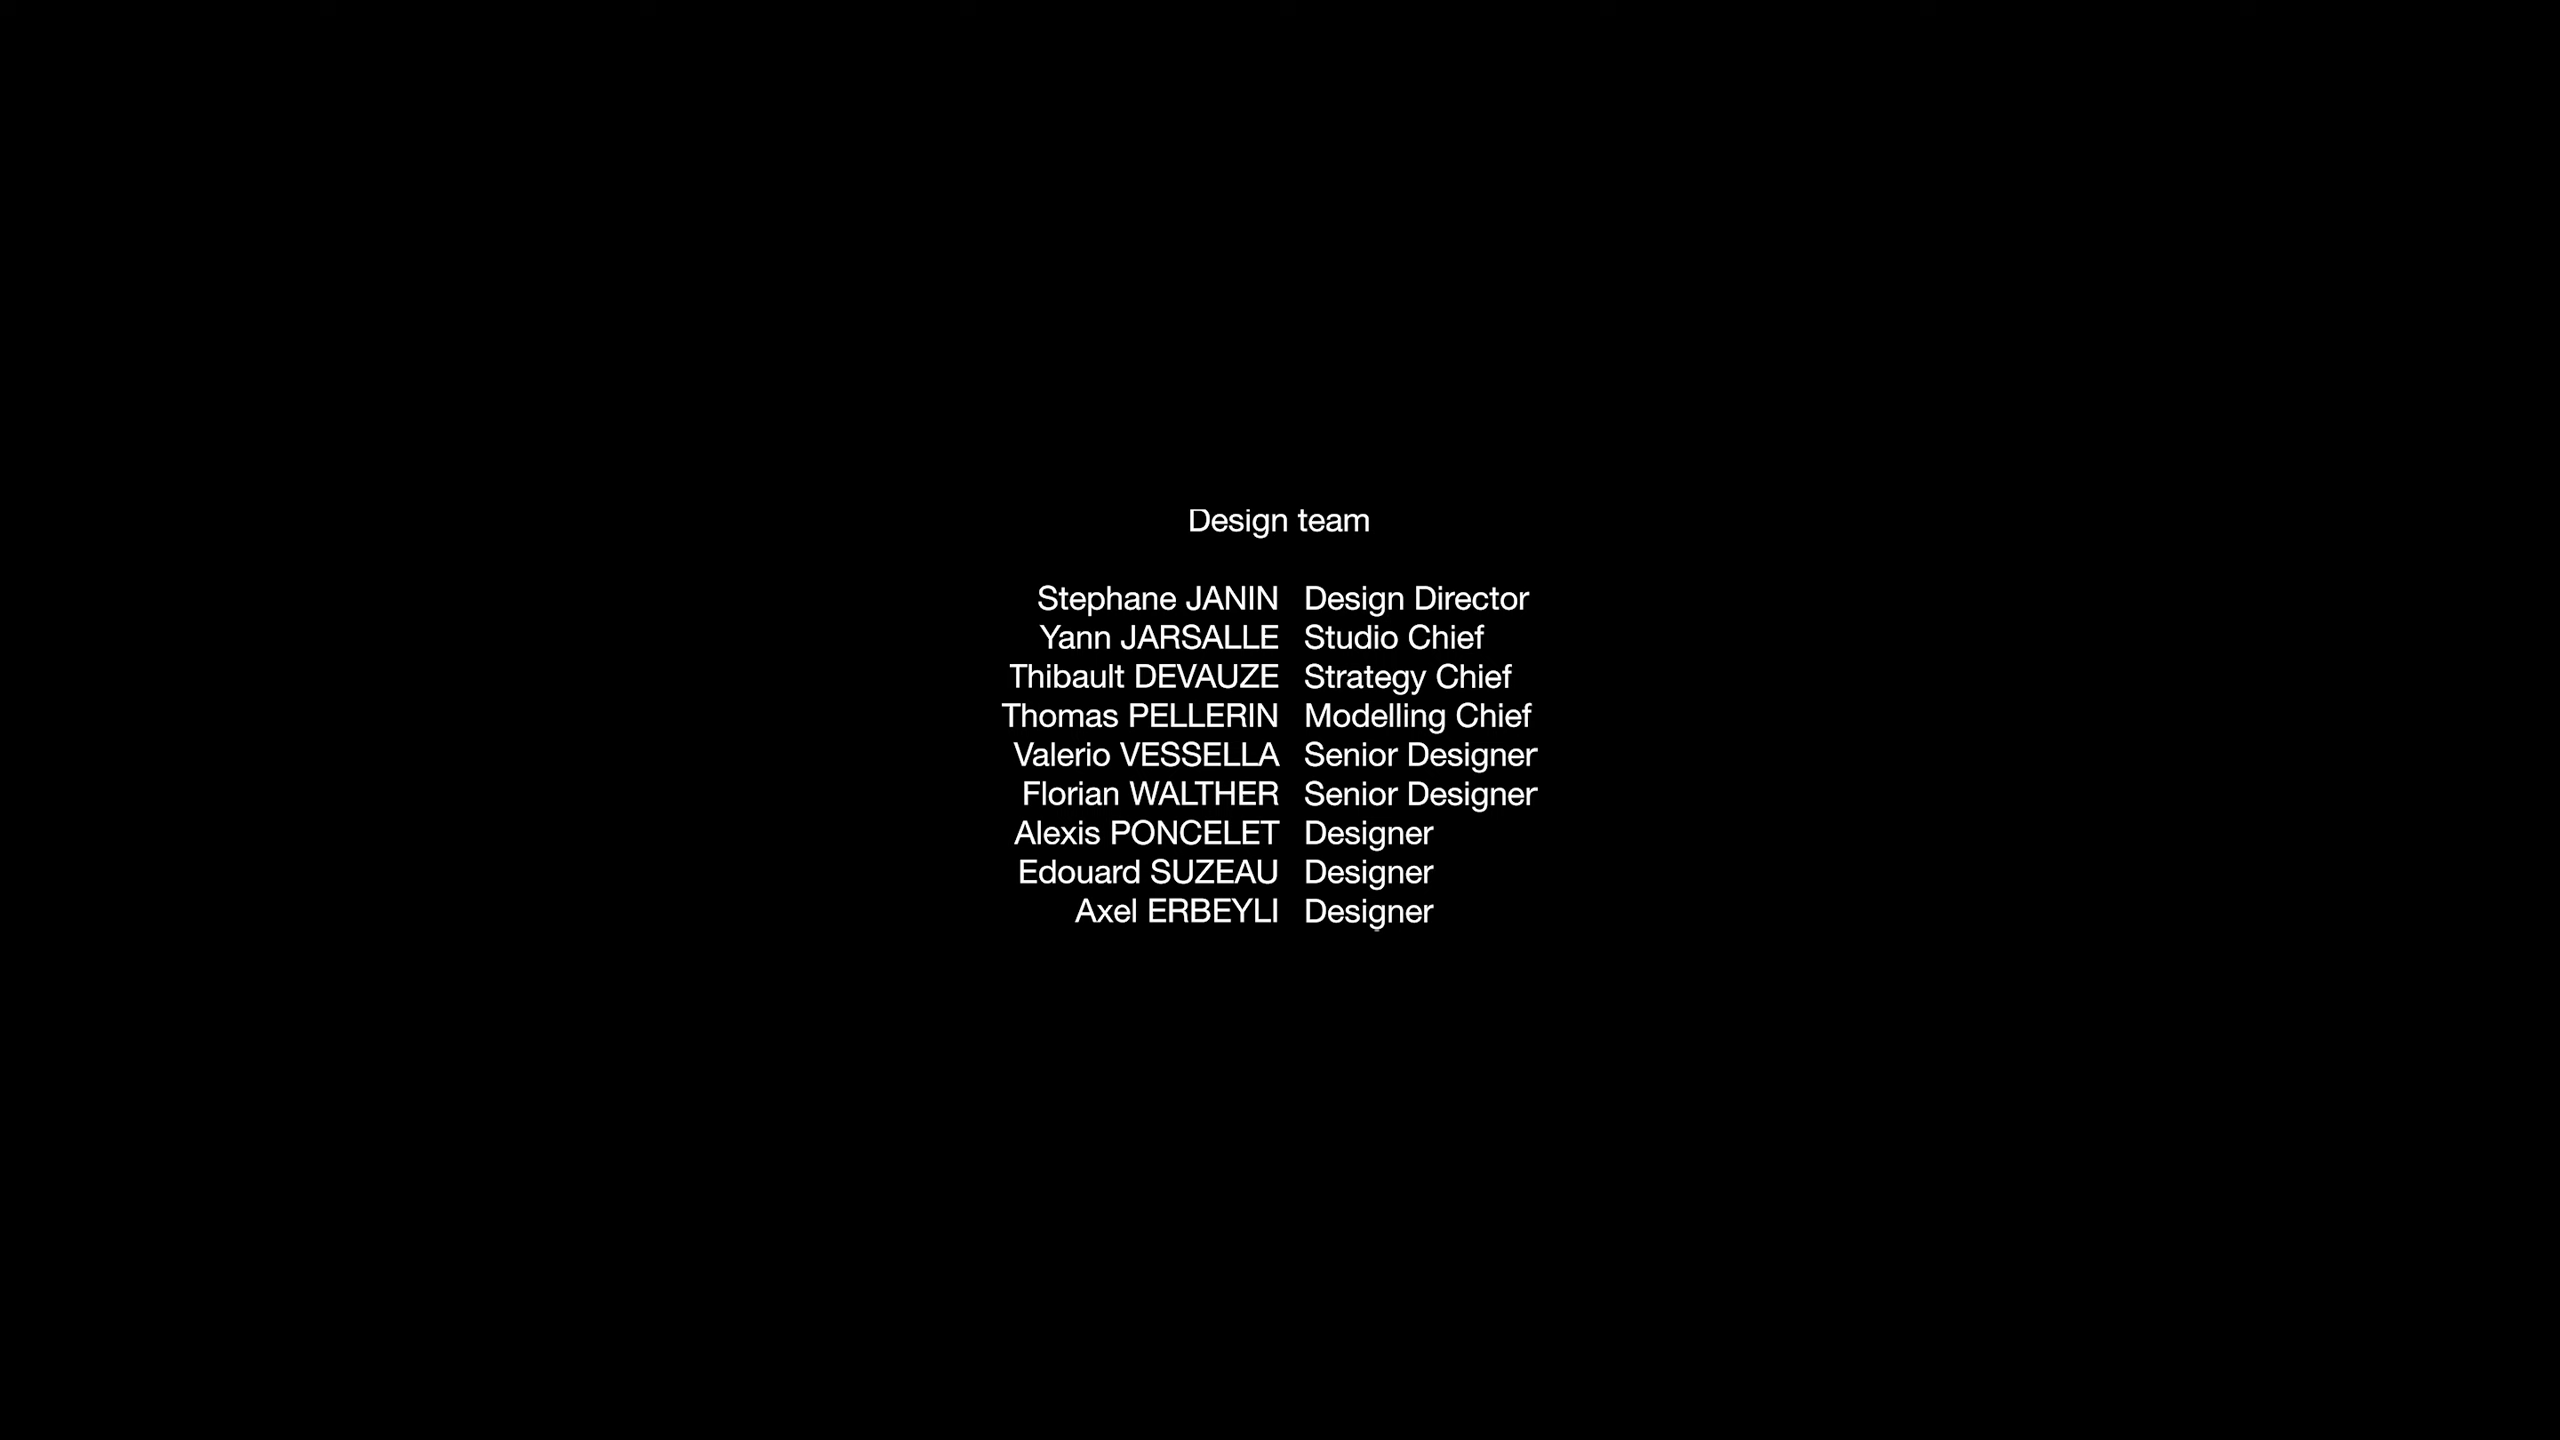 Design team
Stephane JANIN Design Director
Yann JARSALLE Studio Chief
Thibault DEVAUZE Strategy Chief
Thomas PELLERIN Modelling Chief
Valerio VESSELLA Senior Designer
Florian WALTHER Senior Designer
Alexis PONCELET Designer
Edouard SUZEAU Designer
Axel ERBEYLI Designer